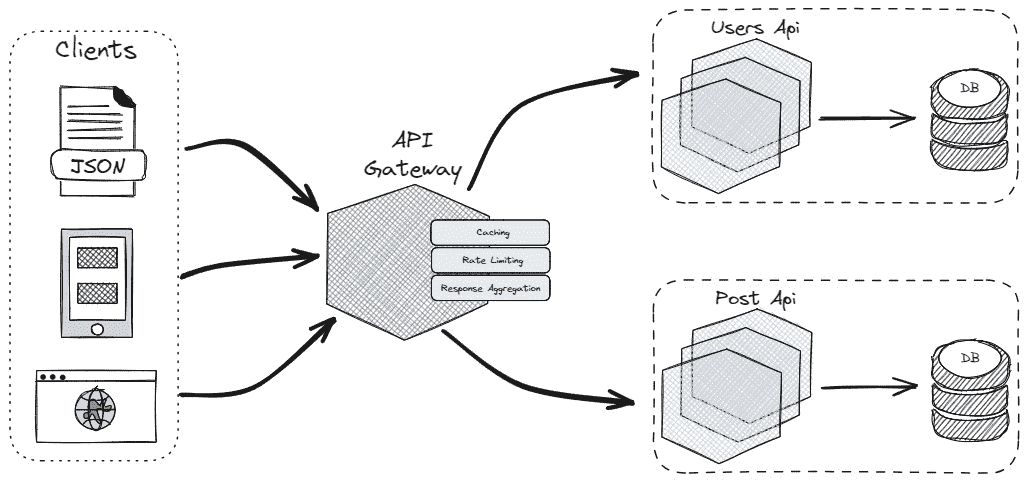 Clients
JSON
API
Gateway
Caching
Rate Limiting
Response Aggregation
Users Api
DB
Post Api
DB